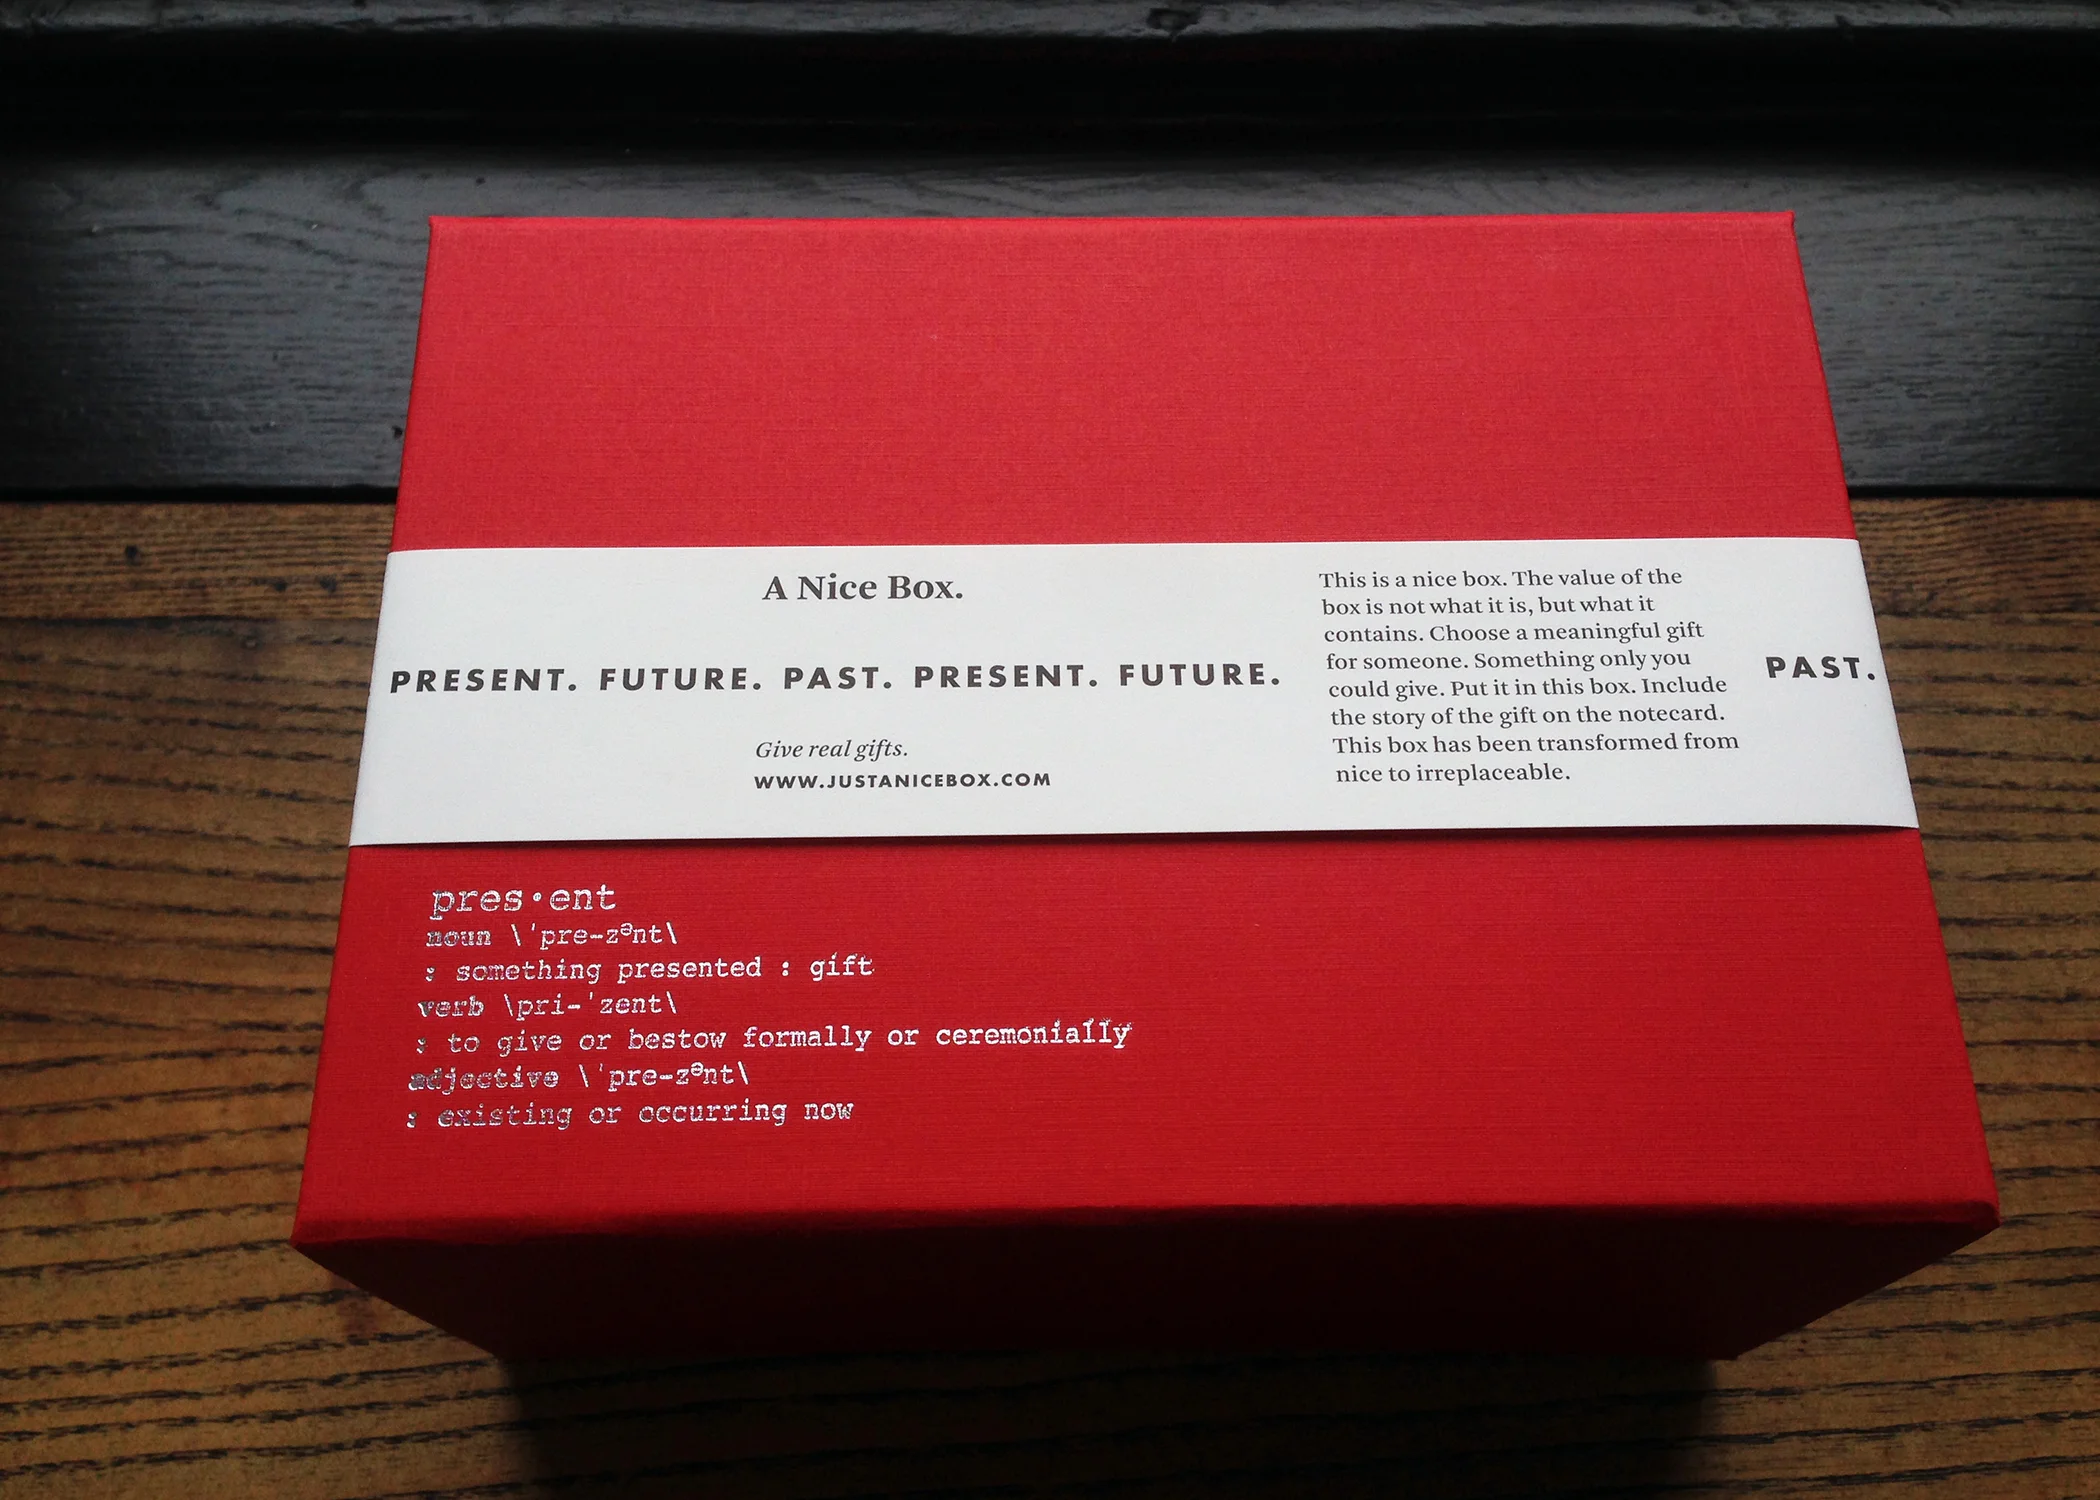 A Nice Box.
PRESENT. FUTURE. PAST. PRESENT. FUTURE.
Give real gifts.
WWW.JUSTANICEBOX.COM
This is a nice box. The value of the
box is not what it is, but what it
contains. Choose a meaningful gift
for someone. Something only you
could give. Put it in this box. Include
the story of the gift on the notecard.
This box has been transformed from
nice to irreplaceable.
PAST.
pres·ent
noun \ˈpre-zᵊnt\
: something presented : gift
verb \pri-ˈzent\
: to give or bestow formally or ceremonially
adjective \ˈpre-zᵊnt\
: existing or occurring now